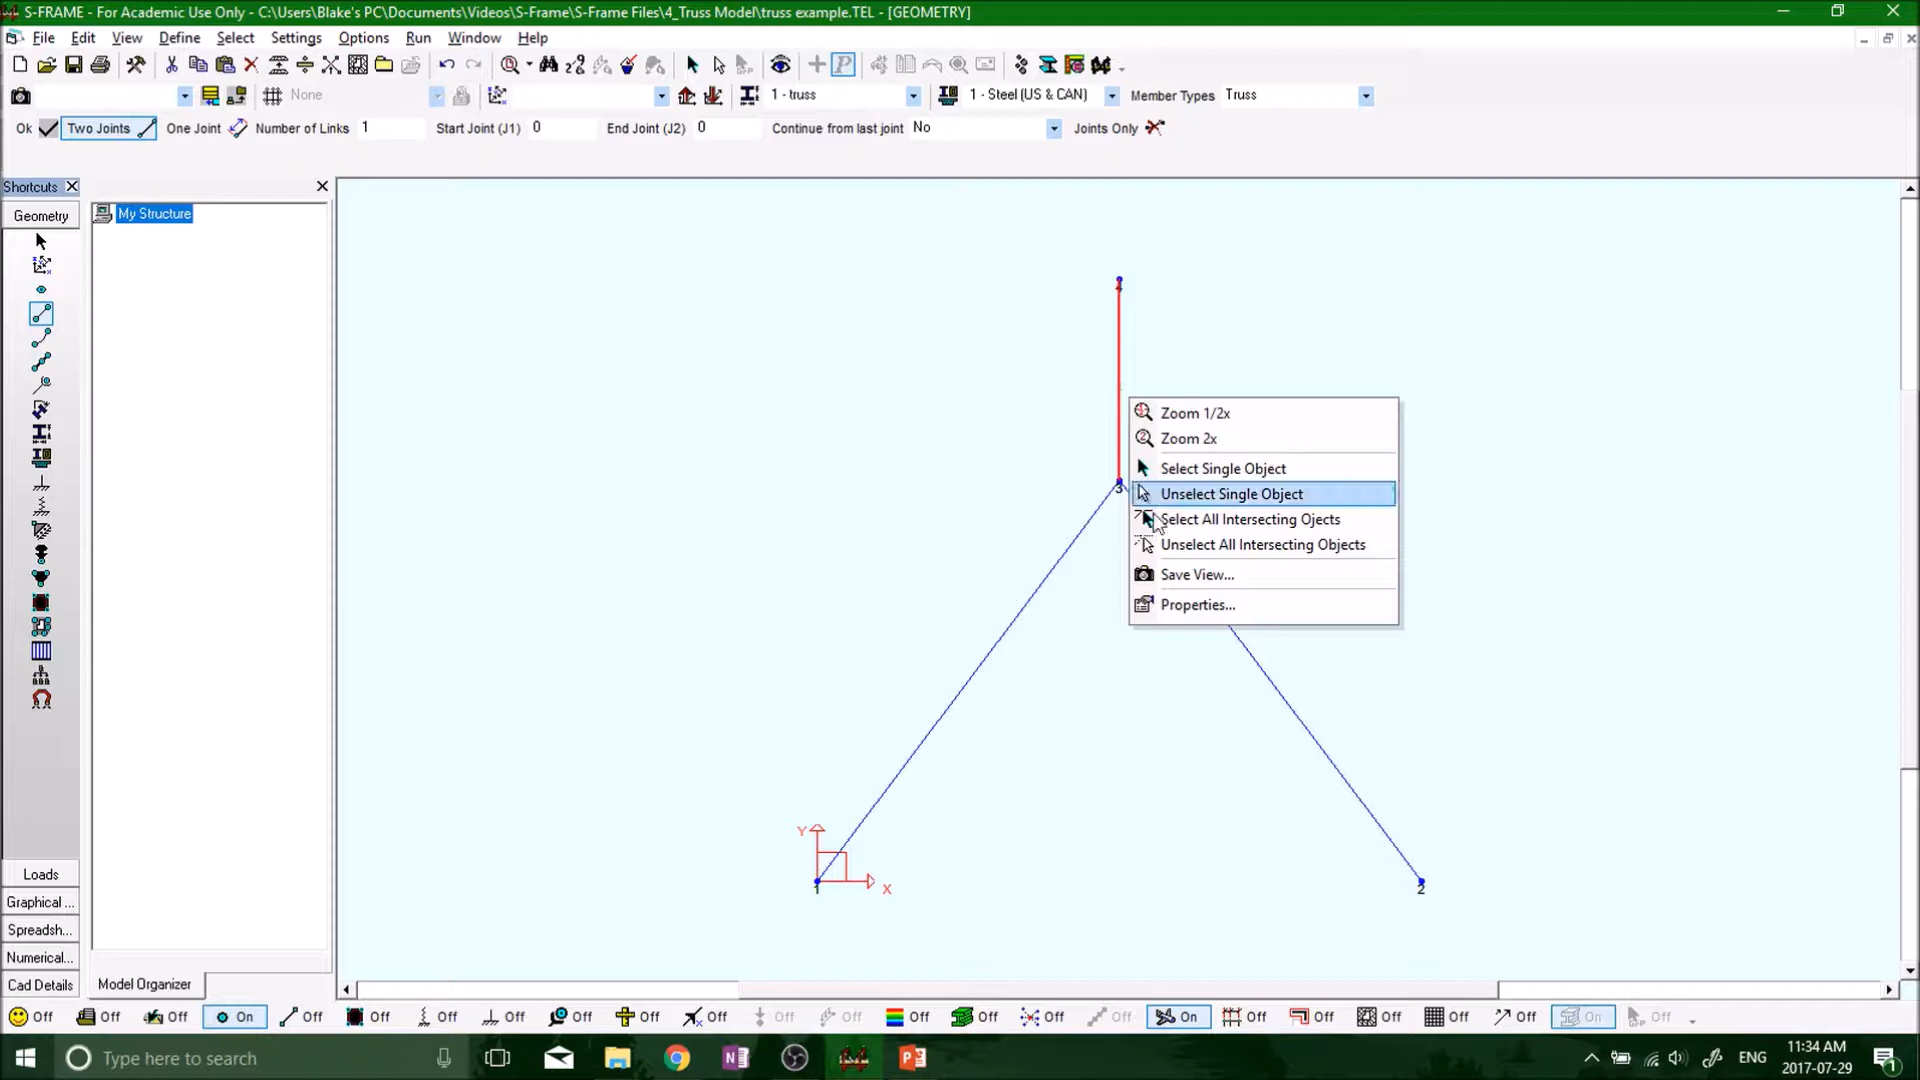 S-FRAME - For Academic Use Only - C:\Users\Blake's PC\Documents\Videos\S-Frame\S-Frame Files\4_Truss Model\truss example.TEL - [GEOMETRY]
File Edit View Define Select Settings Options Run Window Help
None 1 - truss 1 - Steel (US & CAN) Member Types Truss
Ok Two Joints One Joint Number of Links 1 Start Joint (J1) 0 End Joint (J2) 0 Continue from last joint No Joints Only
Shortcuts
Geometry
My Structure
4
Zoom 1/2x
Zoom 2x
Select Single Object
3
Unselect Single Object
Select All Intersecting Ojects
Unselect All Intersecting Objects
Save View...
Properties...
Y
X
1
2
Loads
Graphical ...
Spreadsh...
Numerical...
Cad Details
Model Organizer
Off Off Off On Off Off Off Off Off Off Off Off Off Off Off Off Off On Off Off Off Off Off On Off
Type here to search
ENG
11:34 AM
2017-07-29
1